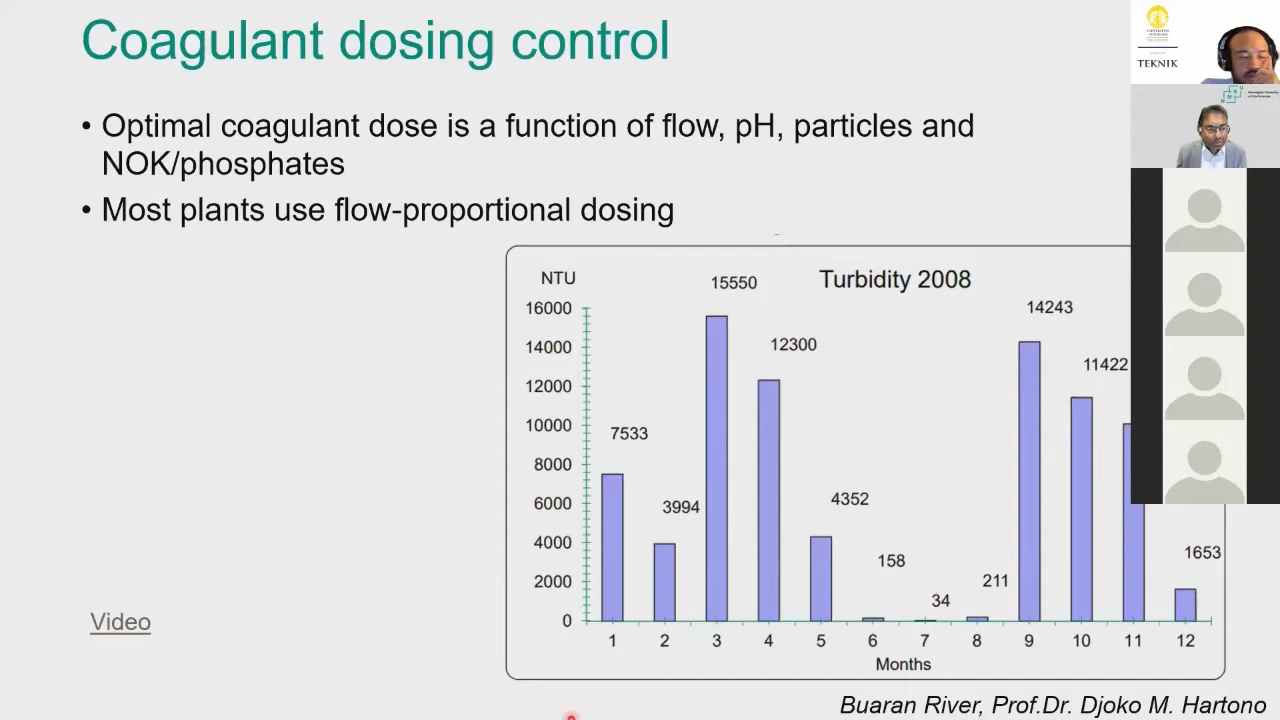 Coagulant dosing control
• Optimal coagulant dose is a function of flow, pH, particles and
NOK/phosphates
• Most plants use flow-proportional dosing
TEKNIK
NTU
Turbidity 2008
16000
14000
12000
10000
8000
6000
4000
2000
0
7533
3994
15550
12300
4352
158
34
211
14243
11422
1653
1 2 3 4 5 6 7 8 9 10 11 12
Months
Video
Buaran River, Prof.Dr. Djoko M. Hartono